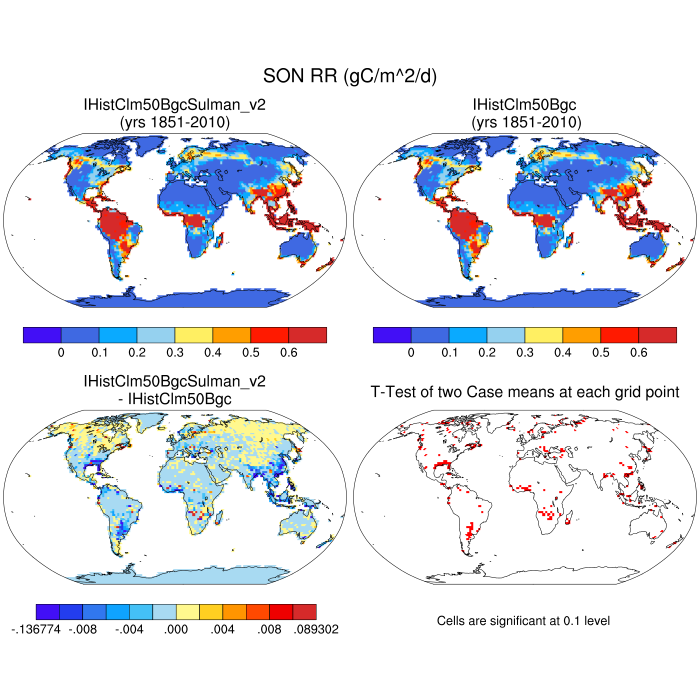 SON RR (gC/m^2/d)
IHistClm50BgcSulman_v2
(yrs 1851-2010)
IHistClm50Bgc
(yrs 1851-2010)
0 0.1 0.2 0.3 0.4 0.5 0.6
0 0.1 0.2 0.3 0.4 0.5 0.6
IHistClm50BgcSulman_v2
- IHistClm50Bgc
T-Test of two Case means at each grid point
-.136774 -.008 -.004 .000 .004 .008 .089302
Cells are significant at 0.1 level